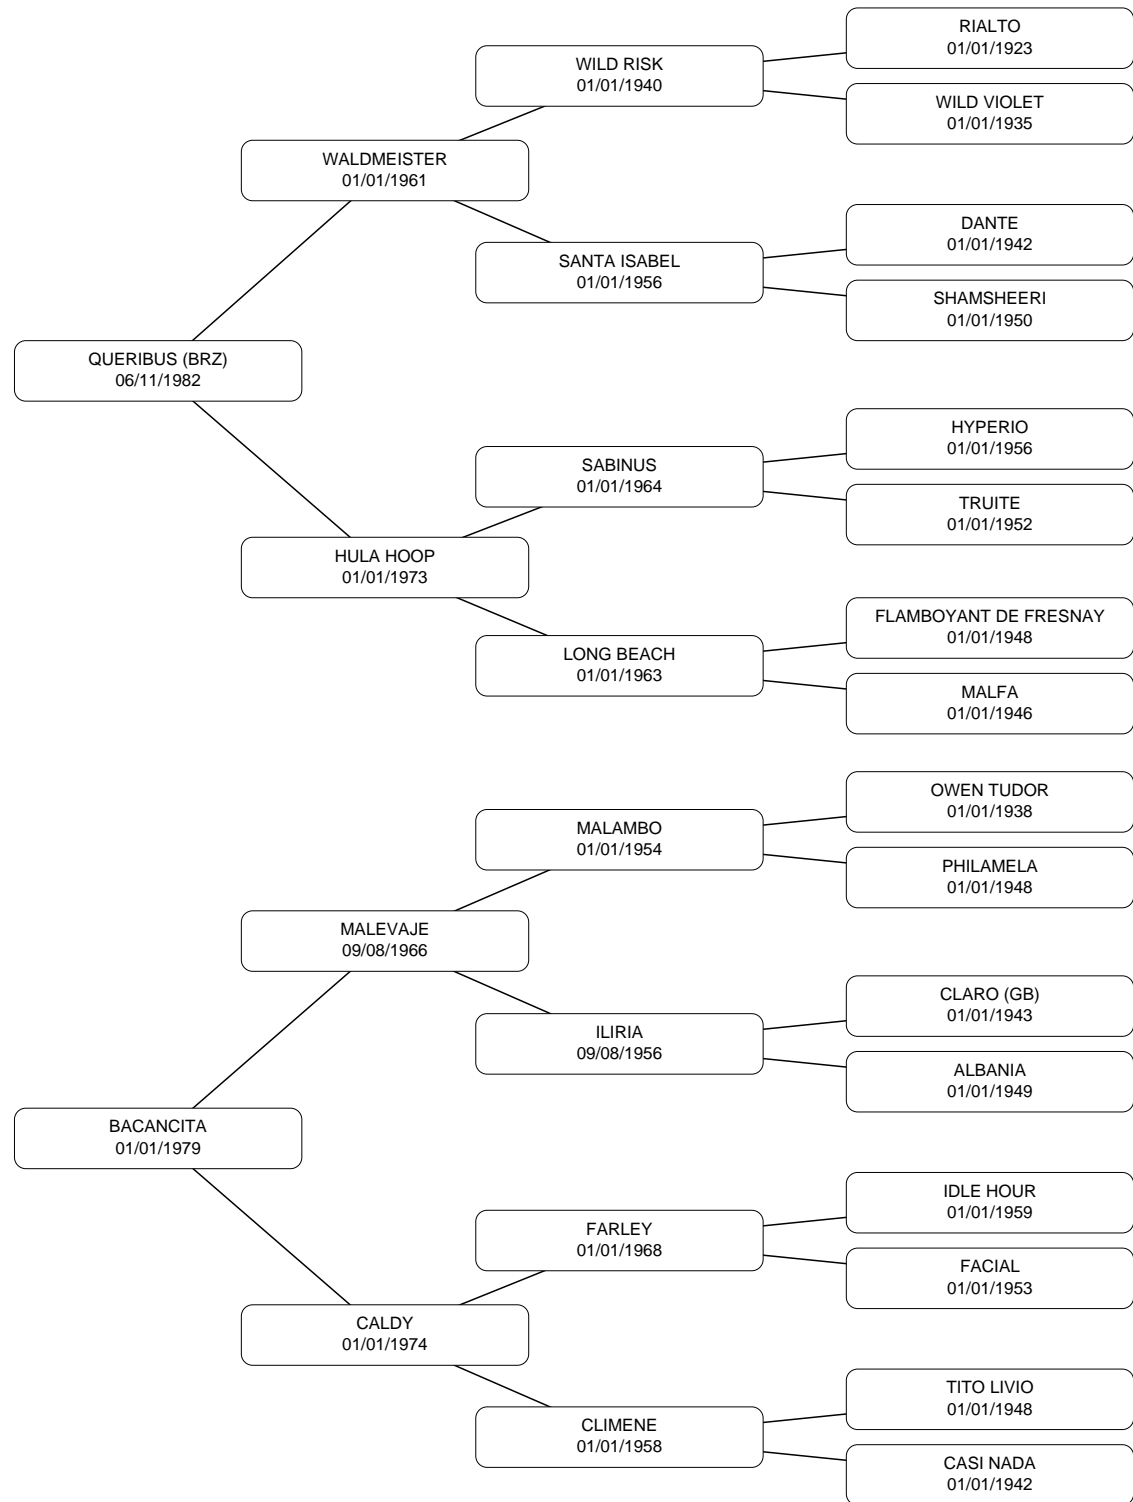 RIALTO
01/01/1923
WILD RISK
01/01/1940
WILD VIOLET
01/01/1935
WALDMEISTER
01/01/1961
DANTE
01/01/1942
SANTA ISABEL
01/01/1956
SHAMSHEERI
01/01/1950
QUERIBUS (BRZ)
06/11/1982
HYPERIO
01/01/1956
SABINUS
01/01/1964
TRUITE
01/01/1952
HULA HOOP
01/01/1973
FLAMBOYANT DE FRESNAY
01/01/1948
LONG BEACH
01/01/1963
MALFA
01/01/1946
OWEN TUDOR
01/01/1938
MALAMBO
01/01/1954
PHILAMELA
01/01/1948
MALEVAJE
09/08/1966
CLARO (GB)
01/01/1943
ILIRIA
09/08/1956
ALBANIA
01/01/1949
BACANCITA
01/01/1979
IDLE HOUR
01/01/1959
FARLEY
01/01/1968
FACIAL
01/01/1953
CALDY
01/01/1974
TITO LIVIO
01/01/1948
CLIMENE
01/01/1958
CASI NADA
01/01/1942